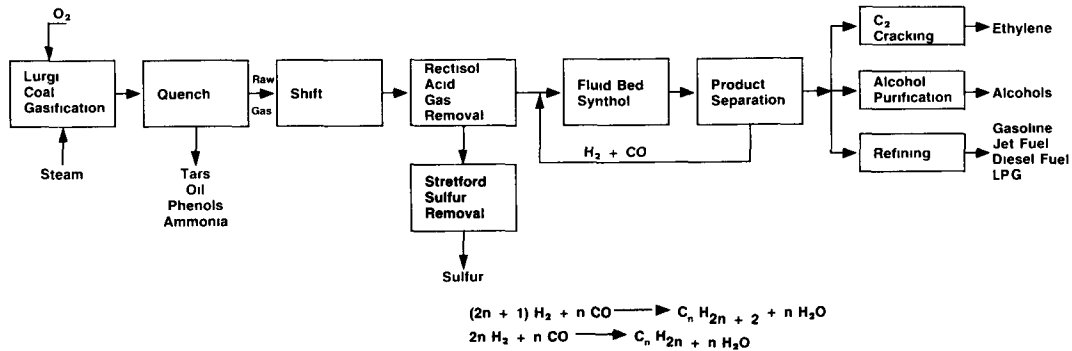 O₂
Lurgi
Coal
Gasification
Steam
Quench
Tars
Oil
Phenols
Ammonia
Raw
Gas
Shift
Rectisol
Acid
Gas
Removal
Stretford
Sulfur
Removal
Sulfur
Fluid Bed
Synthol
Product
Separation
H₂ + CO
C₂
Cracking
Ethylene
Alcohol
Purification
Alcohols
Refining
Gasoline
Jet Fuel
Diesel Fuel
LPG
(2n + 1) H₂ + n CO → Cₙ H₂ₙ ₊ ₂ + n H₂O
2n H₂ + n CO → Cₙ H₂ₙ + n H₂O